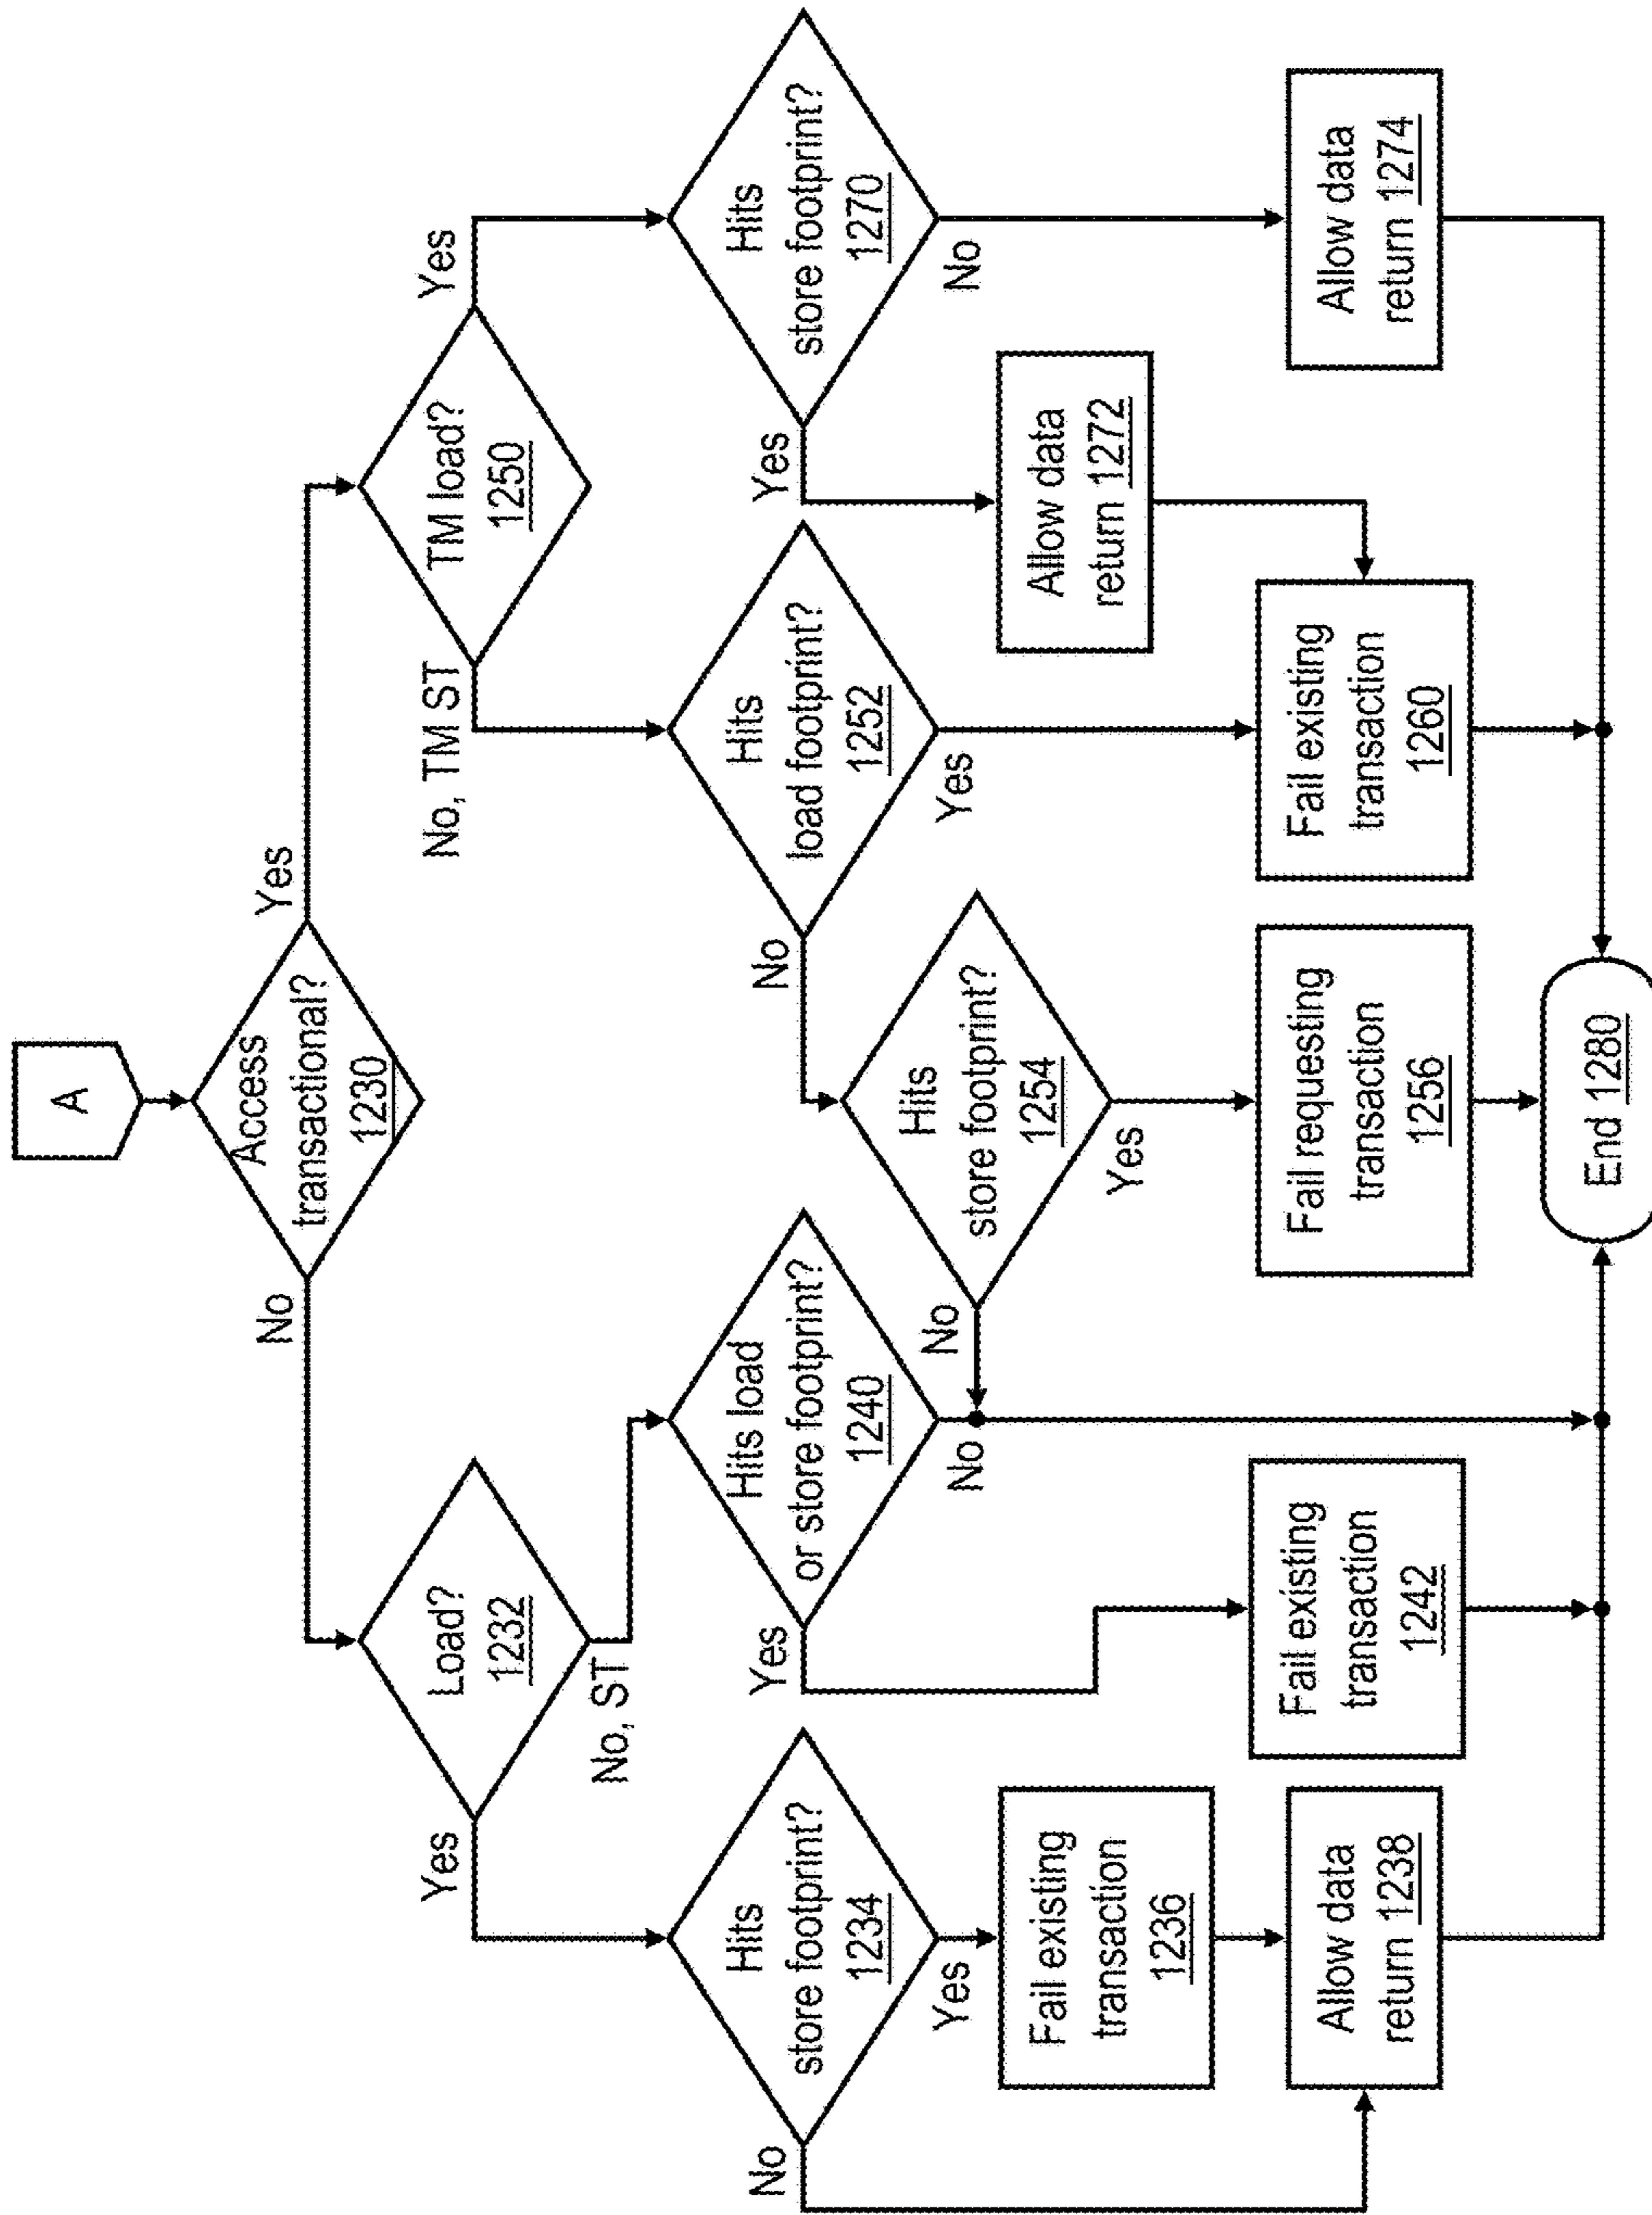 A
Access
transactional?
1230
No
Yes
Load?
1232
Yes
No, ST
TM load?
1250
No, TM ST
Yes
Hits
store footprint?
1234
No
Yes
Hits load
or store footprint?
1240
Yes
No
Hits
load footprint?
1252
No
Yes
Hits
store footprint?
1270
Yes
No
Hits
store footprint?
1254
No
Yes
Fail existing
transaction
1236
Allow data
return 1272
Allow data
return 1238
Fail existing
transaction
1242
Fail requesting
transaction
1256
Fail existing
transaction
1260
Allow data
return 1274
End 1280